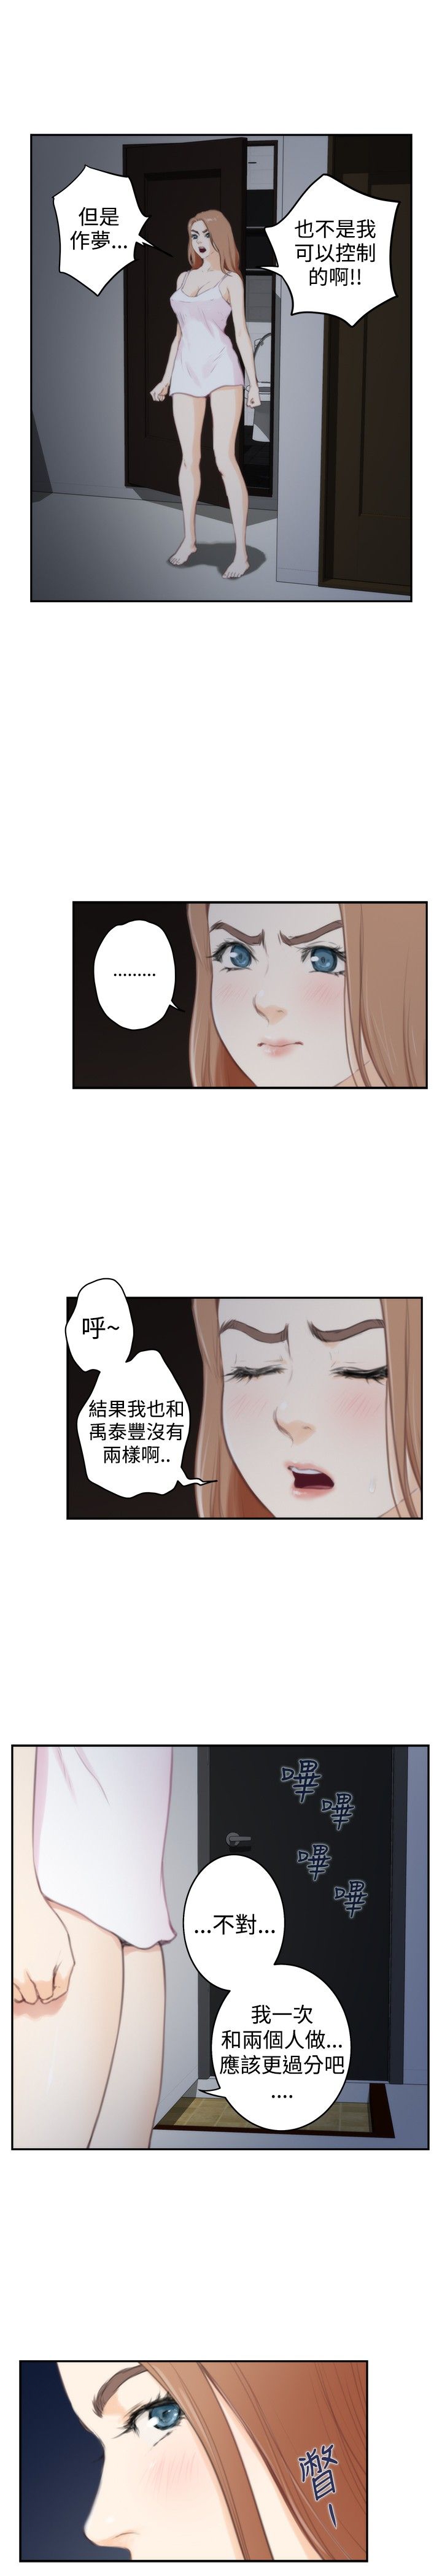 但是
作夢...
也不是我
可以控制
的啊!!
.........
呼~
結果我也和
禹泰豐沒有
兩樣啊..
嗶
嗶
嗶
嗶
...不對...
我一次
和兩個人做...
應該更過分吧
....
瞥—